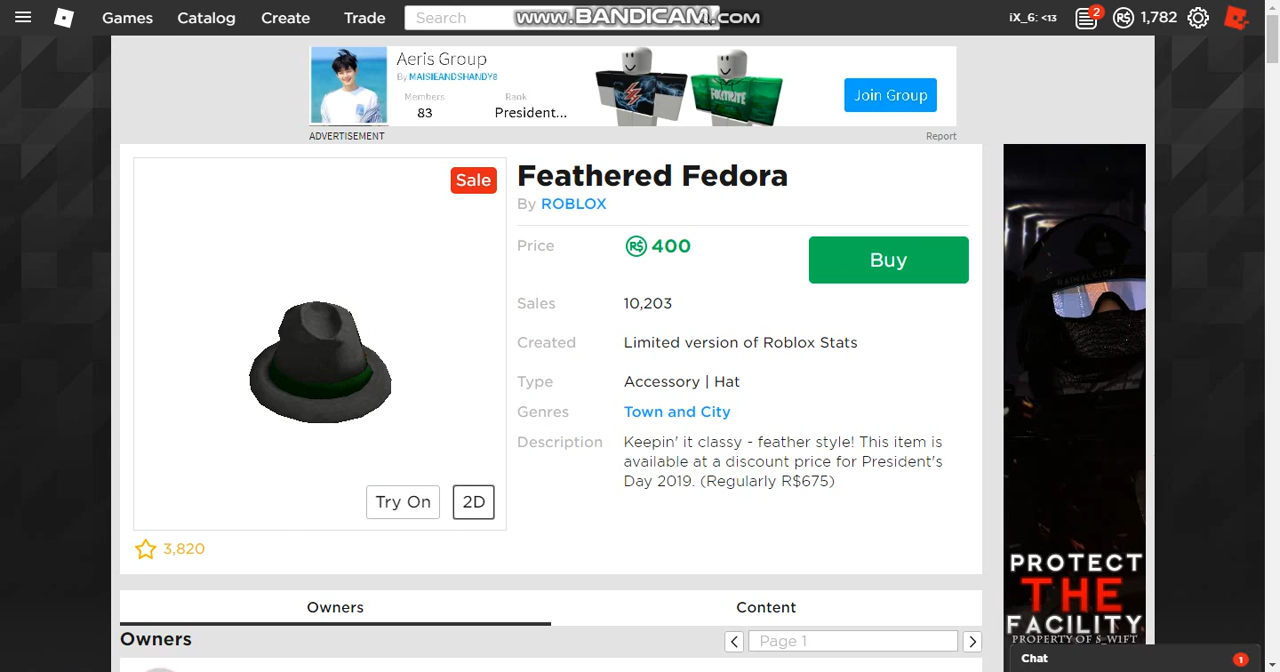 Games Catalog Create Trade Search www.BANDICAM.COM iX_6: <13 2 R$ 1,782
Aeris Group
By MAISIEANDSHANDY8
Members Rank
83 President...
FORTNITE
Join Group
ADVERTISEMENT Report
Sale
Feathered Fedora
By ROBLOX
Price R$ 400
Buy
Sales 10,203
Created Limited version of Roblox Stats
Type Accessory | Hat
Genres Town and City
Description Keepin' it classy - feather style! This item is
available at a discount price for President's
Day 2019. (Regularly R$675)
Try On 2D
3,820
Owners Content
Owners
< Page 1 >
PROTECT
THE
FACILITY
PROPERTY OF S_W1FT
Chat 1